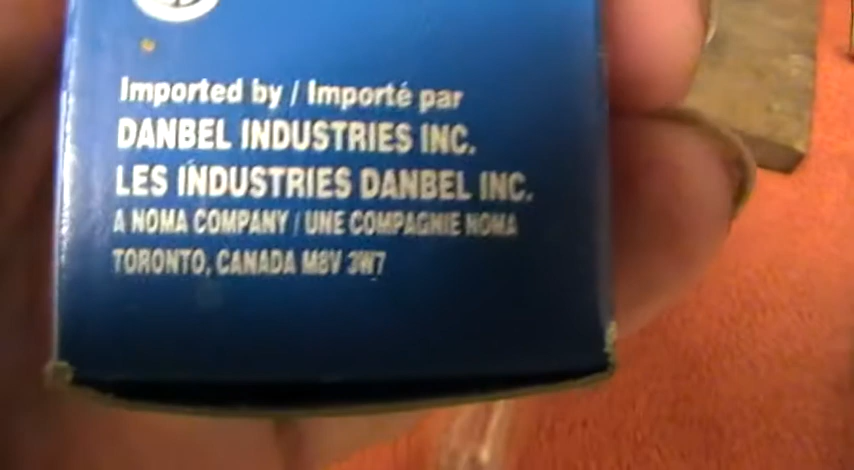 Imported by / Importé par
DANBEL INDUSTRIES INC.
LES INDUSTRIES DANBEL INC.
A NOMA COMPANY / UNE COMPAGNIE NOMA
TORONTO, CANADA M8V 3W7